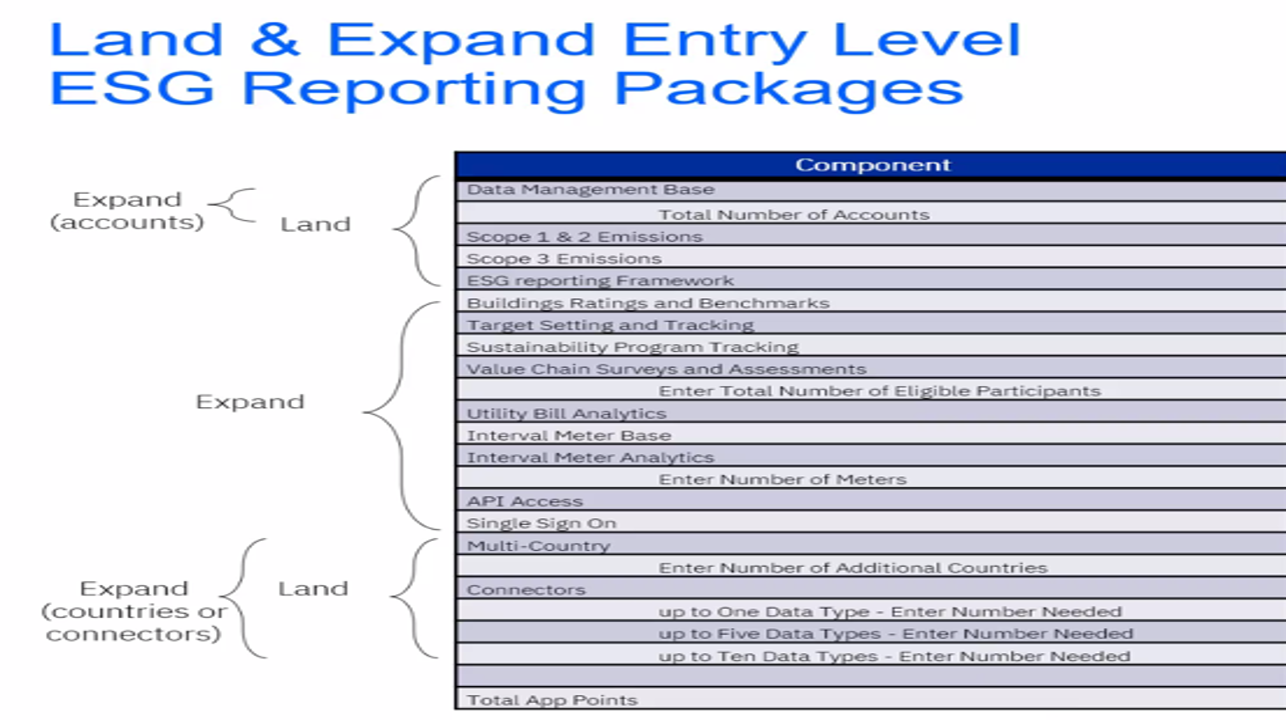 Land & Expand Entry Level
ESG Reporting Packages
Component
Expand
(accounts)
Land
Data Management Base
Total Number of Accounts
Scope 1 & 2 Emissions
Scope 3 Emissions
ESG reporting Framework
Expand
Buildings Ratings and Benchmarks
Target Setting and Tracking
Sustainability Program Tracking
Value Chain Surveys and Assessments
Enter Total Number of Eligible Participants
Utility Bill Analytics
Interval Meter Base
Interval Meter Analytics
Enter Number of Meters
API Access
Single Sign On
Expand
(countries or
connectors)
Land
Multi-Country
Enter Number of Additional Countries
Connectors
up to One Data Type - Enter Number Needed
up to Five Data Types - Enter Number Needed
up to Ten Data Types - Enter Number Needed
Total App Points